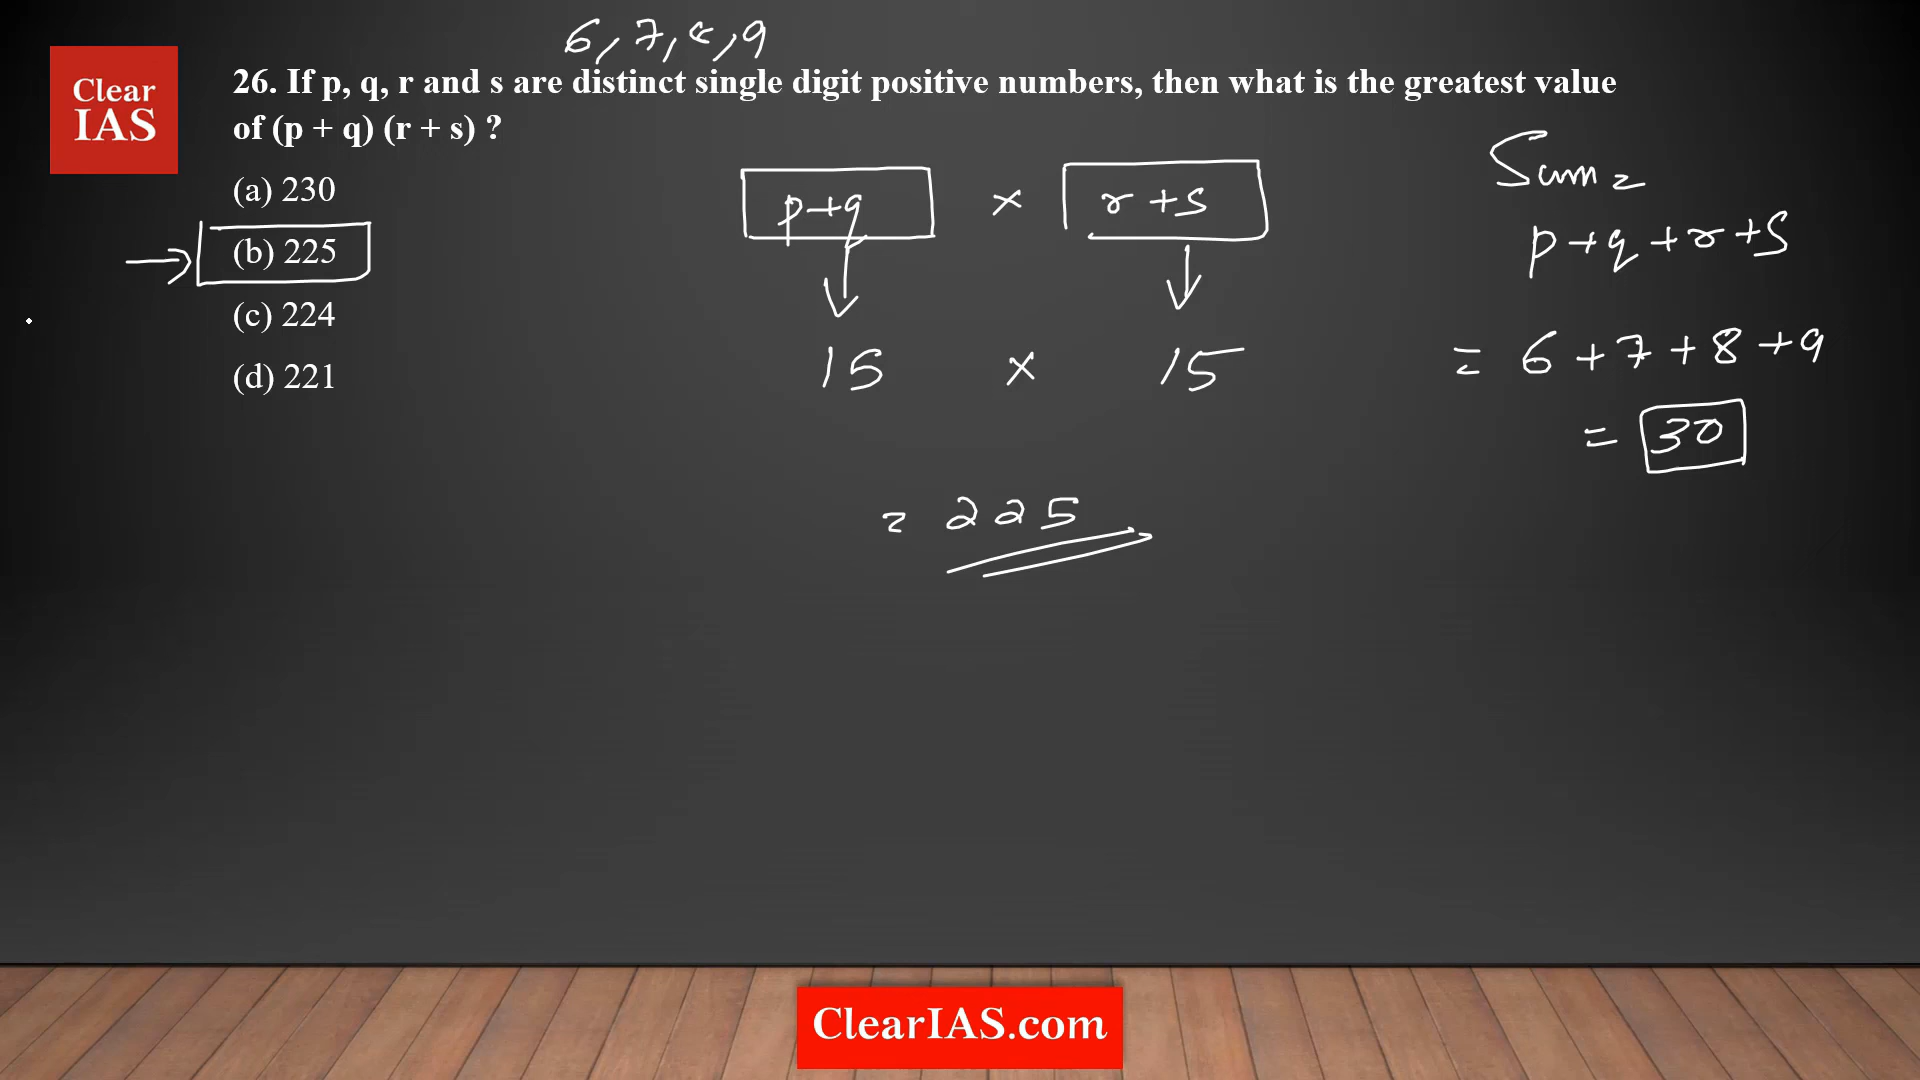 6, 7, 8, 9
Clear
IAS
26. If p, q, r and s are distinct single digit positive numbers, then what is the greatest value
of (p + q) (r + s) ?
(a) 230
(b) 225
(c) 224
(d) 221
p+q × r+s
15 × 15
= 225
Sum =
p+q+r+s
= 6+7+8+9
= 30
ClearIAS.com